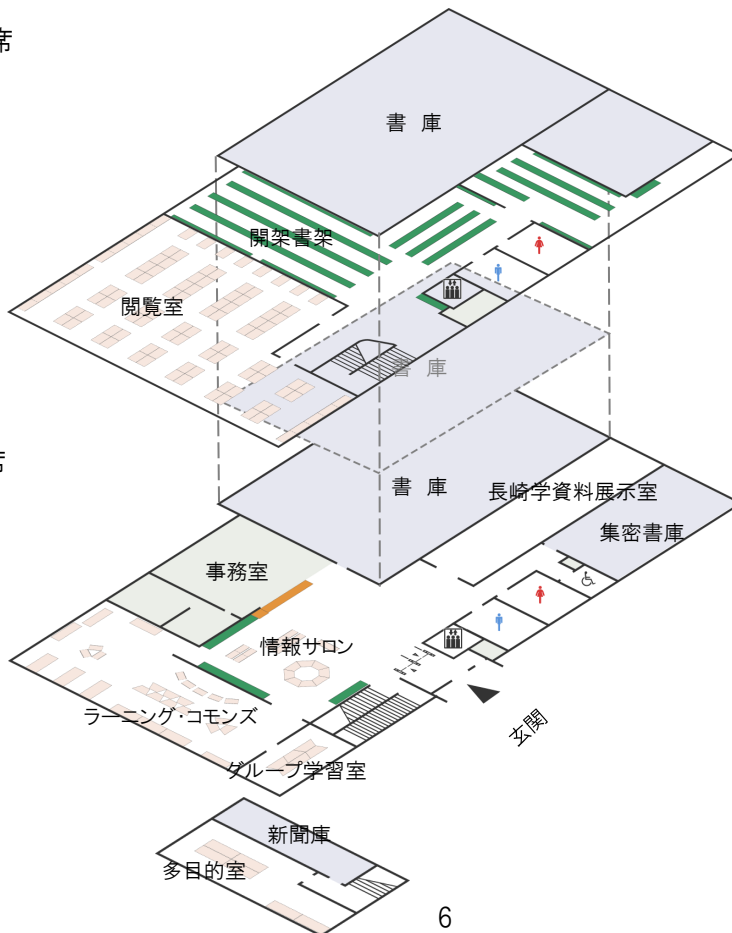 席
書 庫
開架書架
閲覧室
書 庫
席
書 庫
長崎学資料展示室
集密書庫
事務室
情報サロン
ラーニング・コモンズ
玄関
グループ学習室
新聞庫
多目的室
6